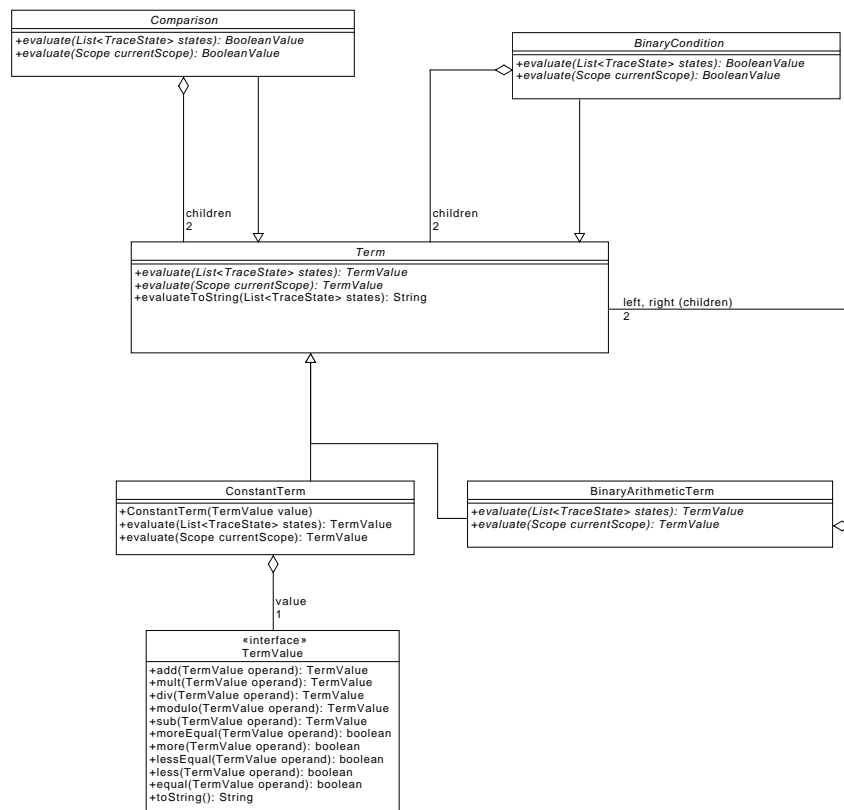 Comparison
+evaluate(List<TraceState> states): BooleanValue
+evaluate(Scope currentScope): BooleanValue
BinaryCondition
+evaluate(List<TraceState> states): BooleanValue
+evaluate(Scope currentScope): BooleanValue
children
2
children
2
Term
+evaluate(List<TraceState> states): TermValue
+evaluate(Scope currentScope): TermValue
+evaluateToString(List<TraceState> states): String
left, right (children)
2
ConstantTerm
+ConstantTerm(TermValue value)
+evaluate(List<TraceState> states): TermValue
+evaluate(Scope currentScope): TermValue
BinaryArithmeticTerm
+evaluate(List<TraceState> states): TermValue
+evaluate(Scope currentScope): TermValue
value
1
«interface»
TermValue
+add(TermValue operand): TermValue
+mult(TermValue operand): TermValue
+div(TermValue operand): TermValue
+modulo(TermValue operand): TermValue
+sub(TermValue operand): TermValue
+moreEqual(TermValue operand): boolean
+more(TermValue operand): boolean
+lessEqual(TermValue operand): boolean
+less(TermValue operand): boolean
+equal(TermValue operand): boolean
+toString(): String